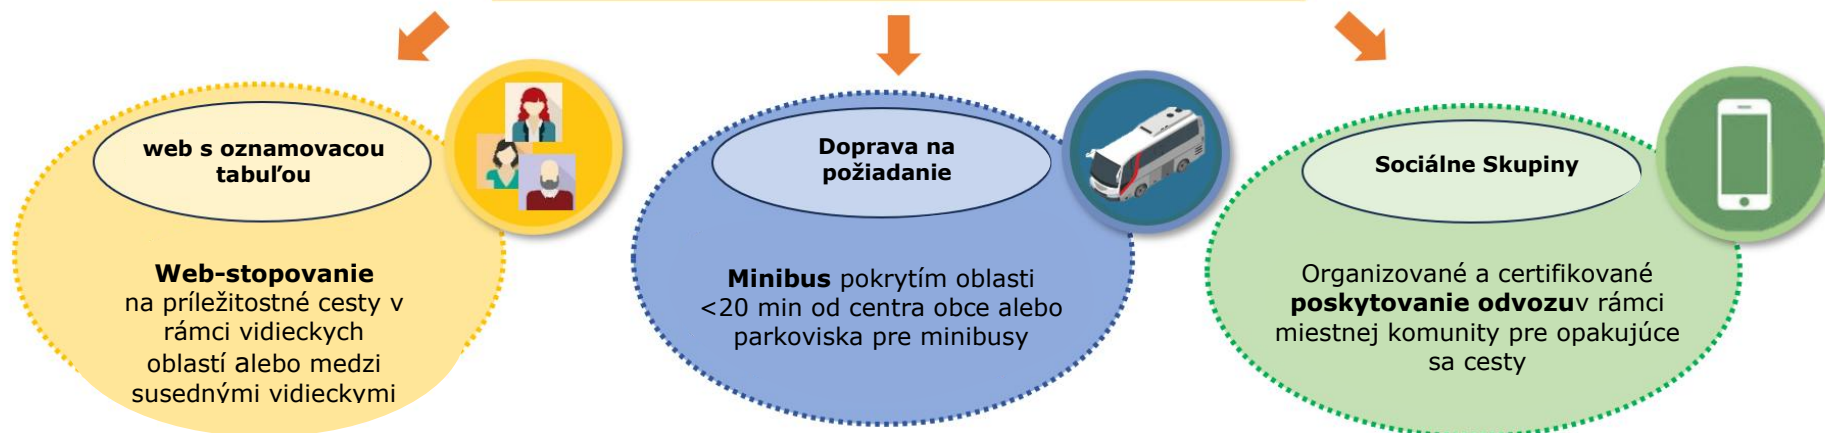 web s oznamovacou
tabuľou
Web-stopovanie
na príležitostné cesty v
rámci vidieckych
oblastí alebo medzi
susednými vidieckymi
Doprava na
požiadanie
Minibus pokrytím oblasti
<20 min od centra obce alebo
parkoviska pre minibusy
Sociálne Skupiny
Organizované a certifikované
poskytovanie odvozuv rámci
miestnej komunity pre opakujúce
sa cesty